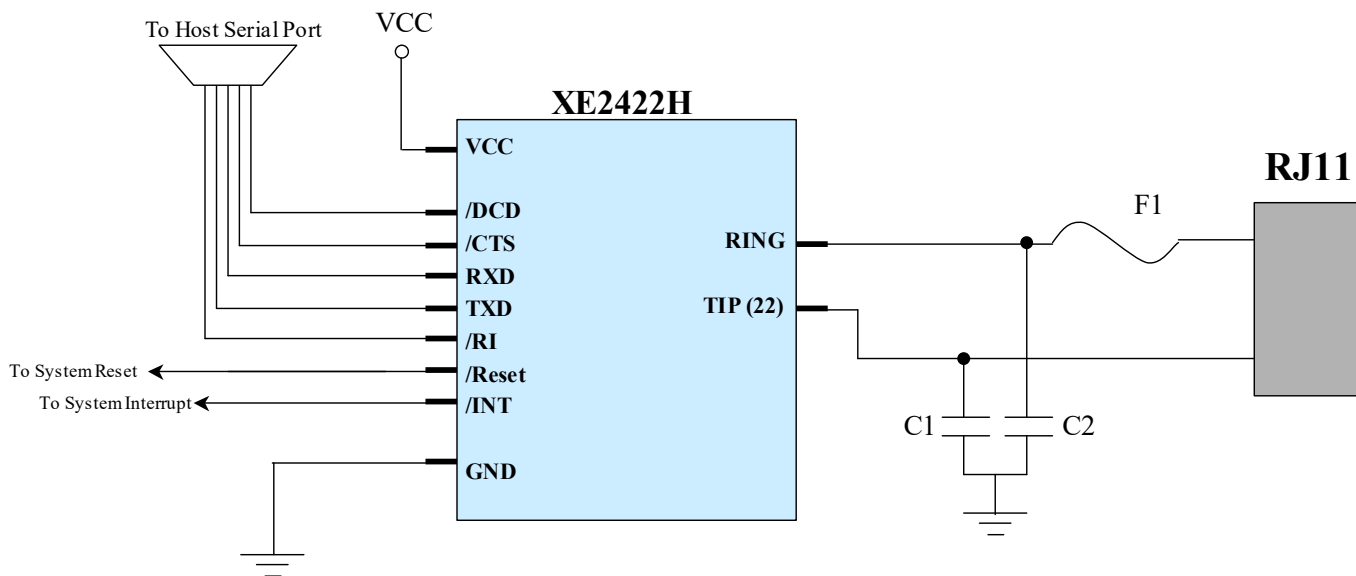 To Host Serial Port
VCC
XE2422H
VCC
/DCD
/CTS
RXD
TXD
/RI
/Reset
/INT
GND
RING
TIP (22)
RJ11
F1
To System Reset
To System Interrupt
C1
C2